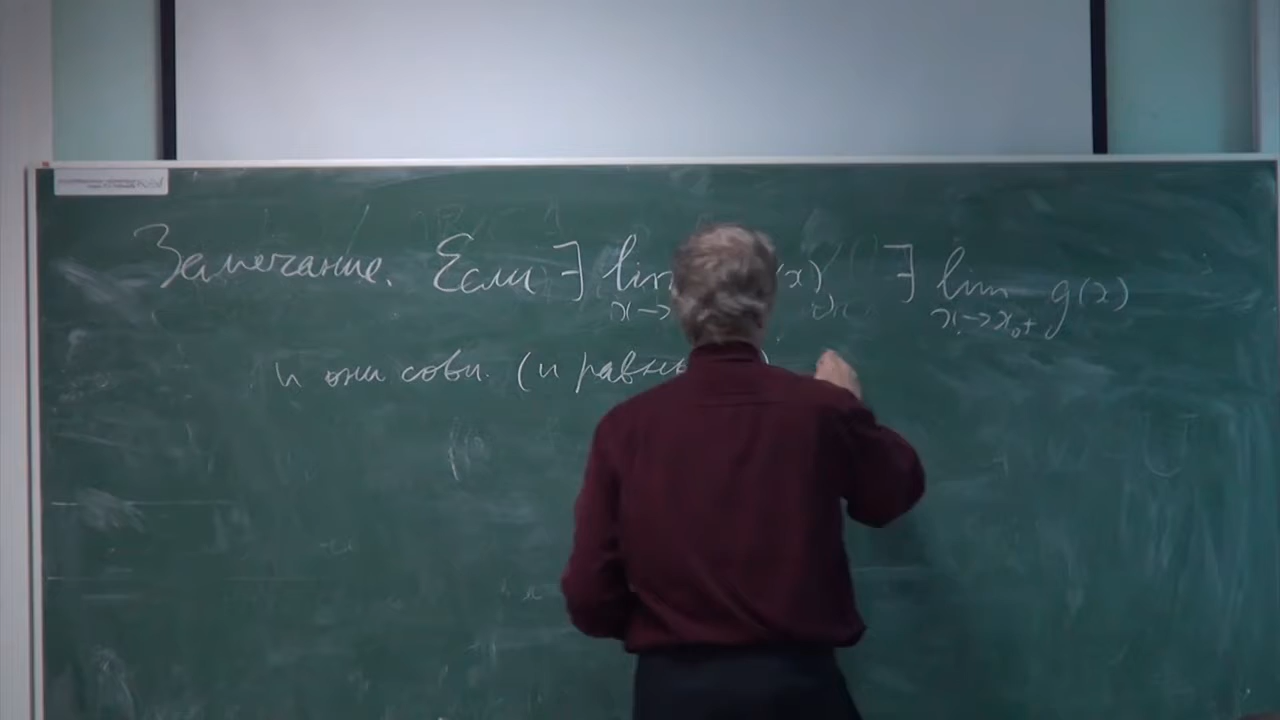 Замечание. Если ∃ lim (x) ∃ lim g(x)
x→ x→x₀+
и они совп. (и равны)